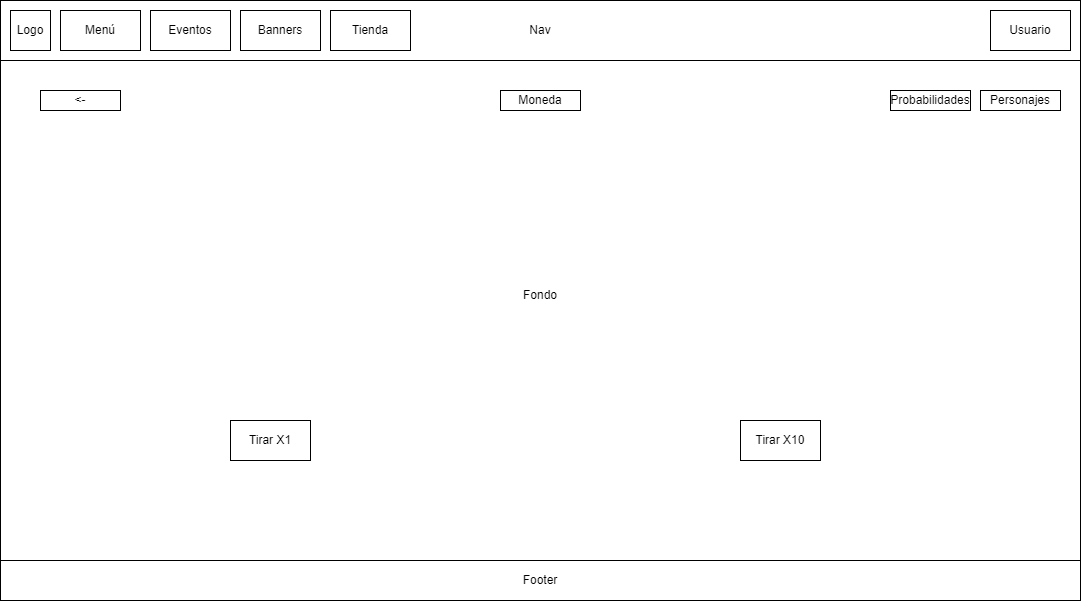 Logo
Menú
Eventos
Banners
Tienda
Nav
Usuario
<-
Moneda
Probabilidades
Personajes
Fondo
Tirar X1
Tirar X10
Footer